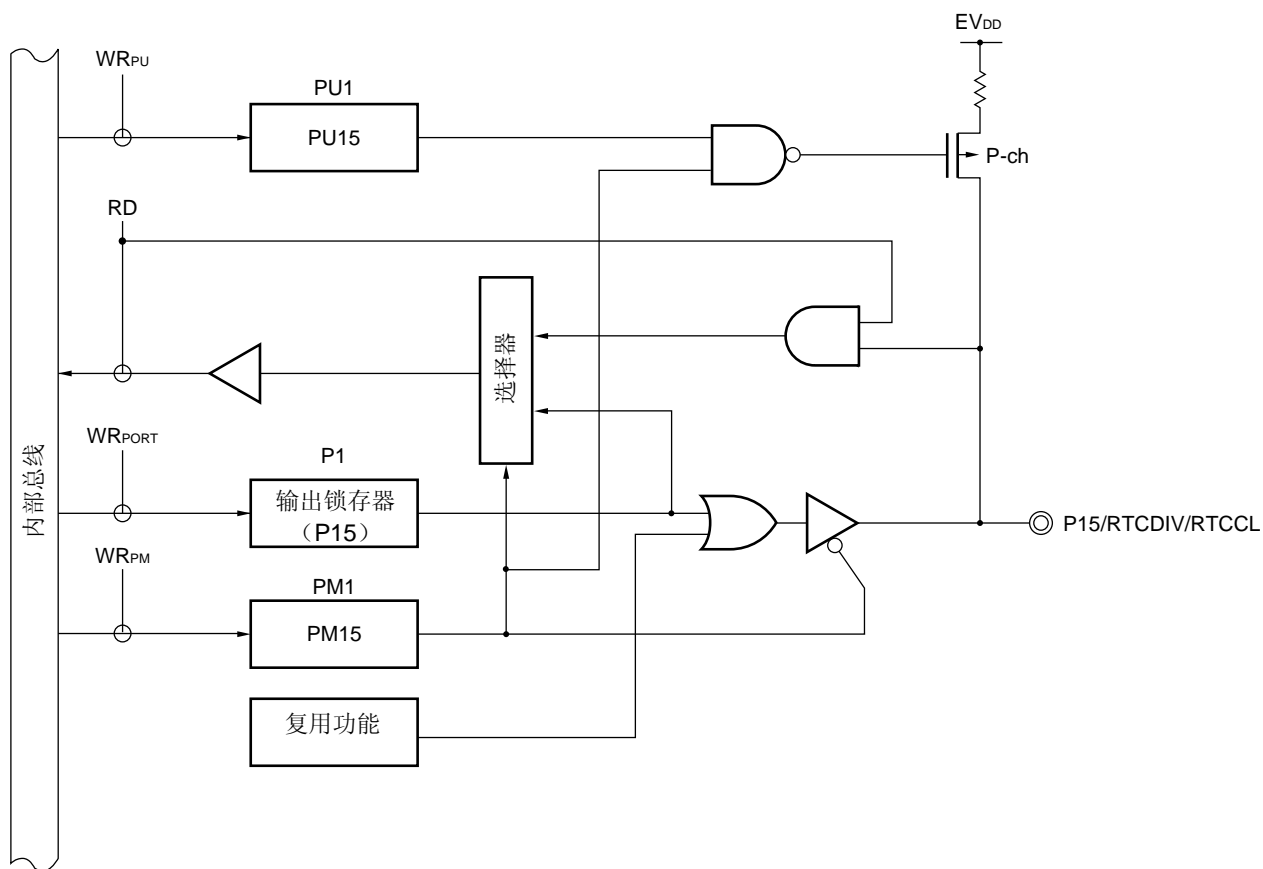 EVDD
WRPU
PU1
PU15
P-ch
RD
选择器
WRPORT
P1
内部总线
输出锁存器
（P15）
P15/RTCDIV/RTCCL
WRPM
PM1
PM15
复用功能